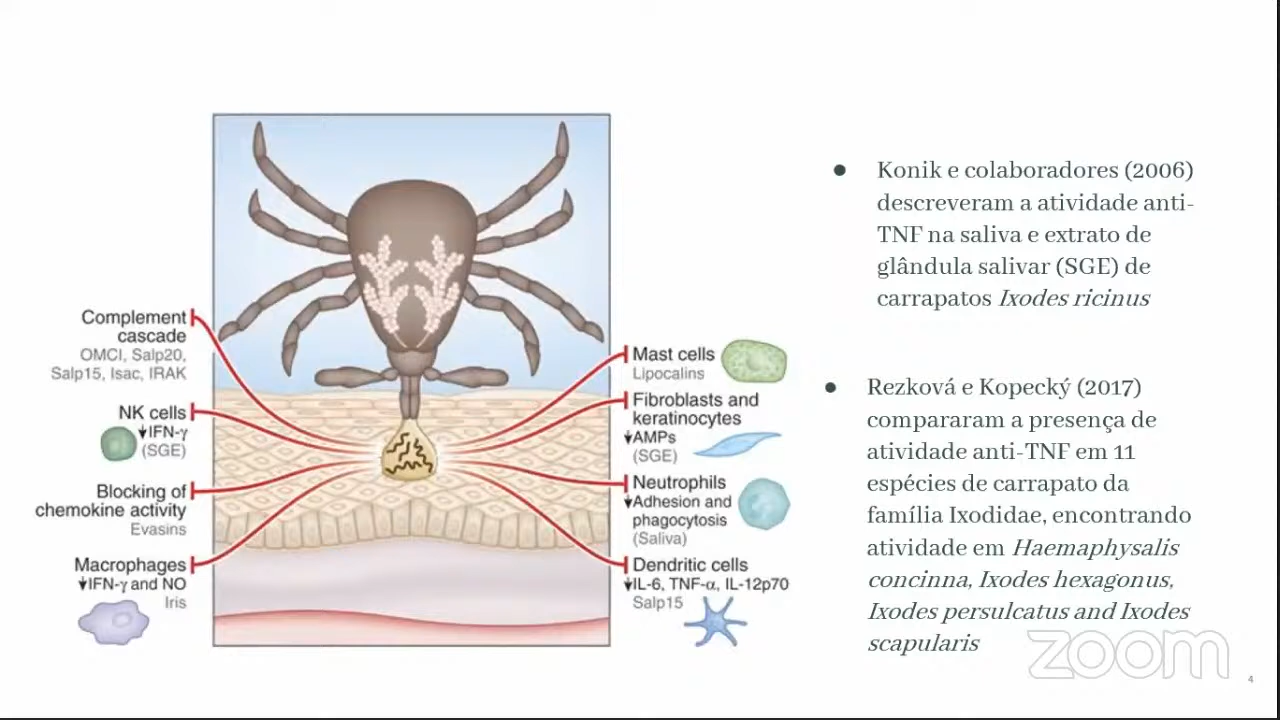 Complement
cascade
OMCI, Salp20,
Salp15, Isac, IRAK
NK cells
IFN-γ
(SGE)
Blocking of
chemokine activity
Evasins
Macrophages
IFN-γ and NO
Iris
Mast cells
Lipocalins
Fibroblasts and
keratinocytes
AMPs
(SGE)
Neutrophils
Adhesion and
phagocytosis
(Saliva)
Dendritic cells
IL-6, TNF-α, IL-12p70
Salp15
● Konik e colaboradores (2006)
descreveram a atividade anti-
TNF na saliva e extrato de
glândula salivar (SGE) de
carrapatos Ixodes ricinus
● Rezková e Kopecký (2017)
compararam a presença de
atividade anti-TNF em 11
espécies de carrapato da
família Ixodidae, encontrando
atividade em Haemaphysalis
concinna, Ixodes hexagonus,
Ixodes persulcatus and Ixodes
scapularis
zoom
4